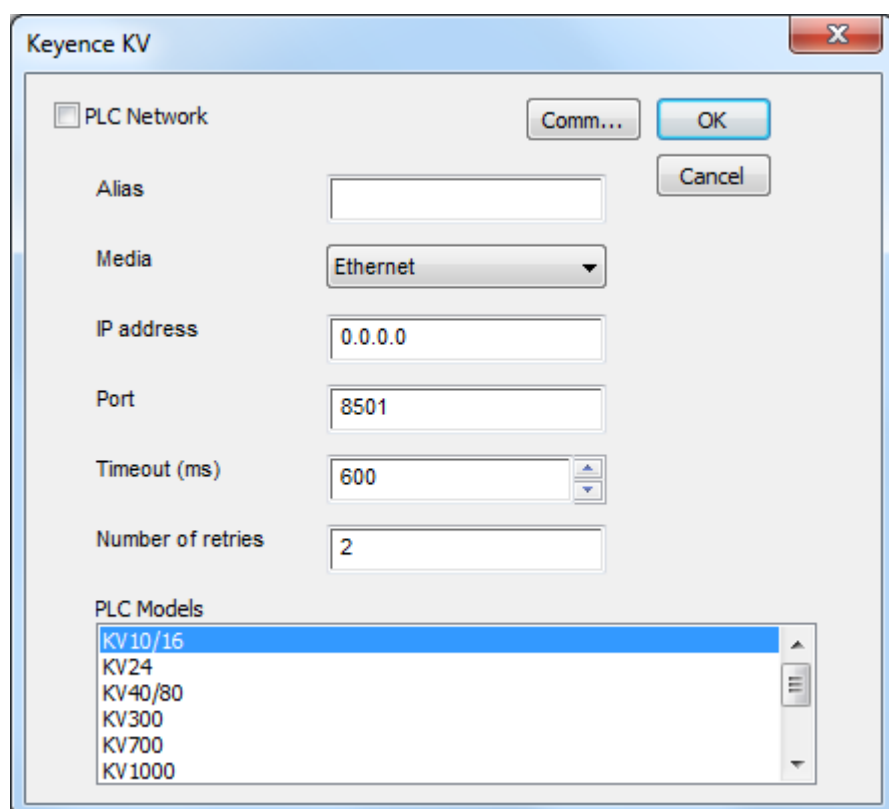 Keyence KV
PLC Network
Comm...
OK
Cancel
Alias
Media
Ethernet
IP address
0.0.0.0
Port
8501
Timeout (ms)
600
Number of retries
2
PLC Models
KV10/16
KV24
KV40/80
KV300
KV700
KV1000